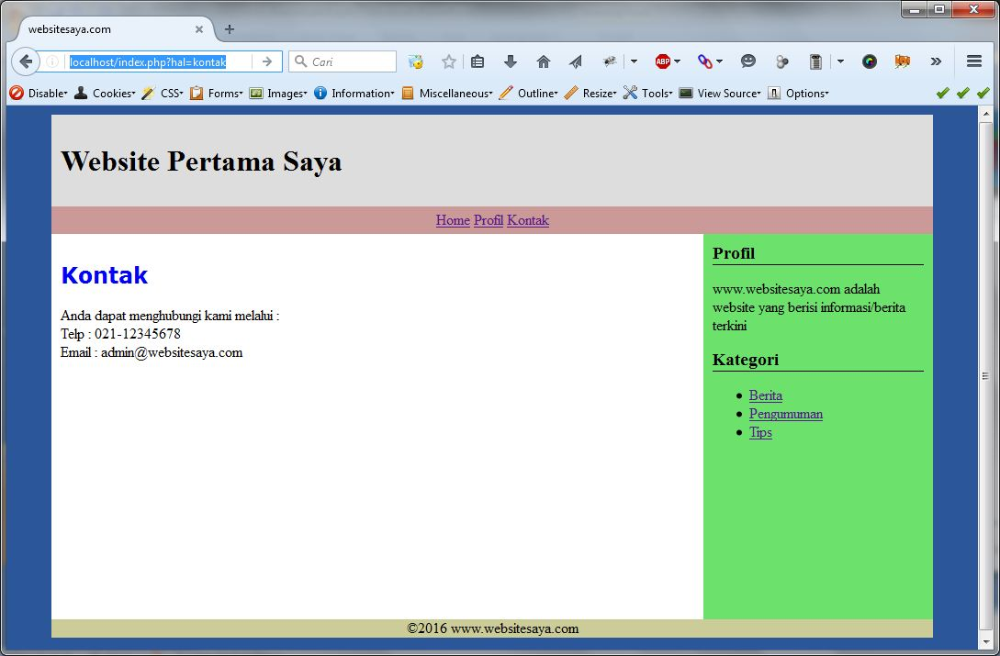 websitesaya.com
localhost/index.php?hal=kontak
Cari
ABP
Disable Cookies CSS Forms Images Information Miscellaneous Outline Resize Tools View Source Options
Website Pertama Saya
Home Profil Kontak
Kontak
Anda dapat menghubungi kami melalui :
Telp : 021-12345678
Email : admin@websitesaya.com
Profil
www.websitesaya.com adalah
website yang berisi informasi/berita
terkini
Kategori
Berita
Pengumuman
Tips
©2016 www.websitesaya.com